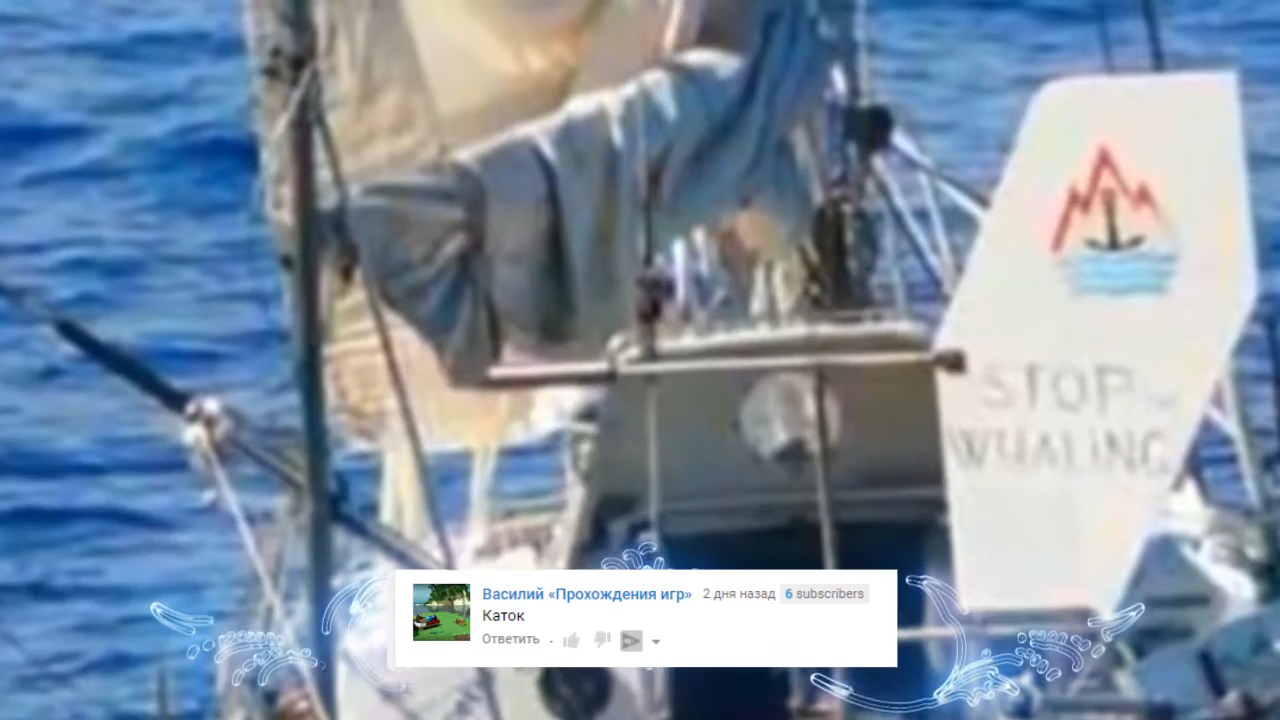 STOP
WHALING
Василий «Прохождения игр» 2 дня назад 6 subscribers
Каток
Ответить